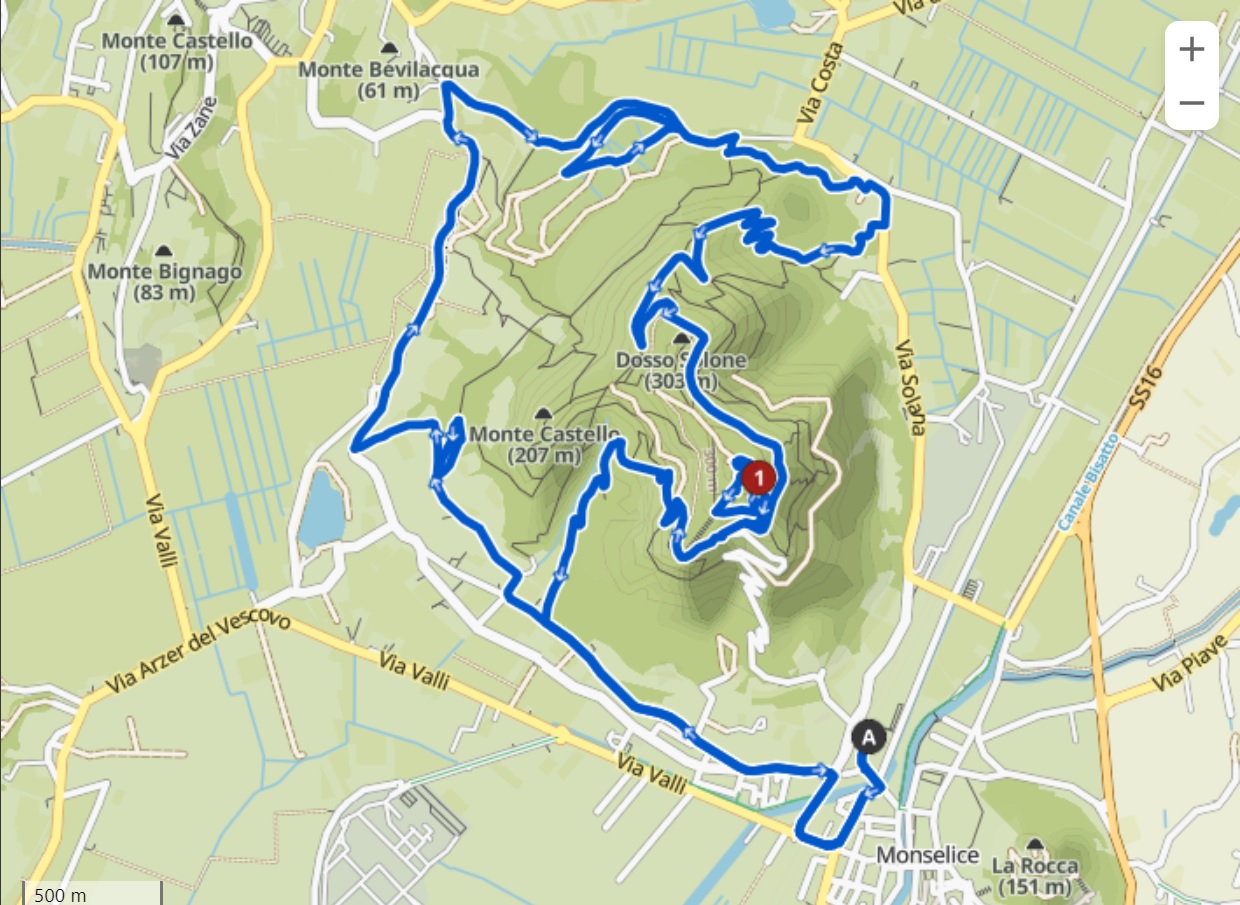 Via
Monte Castello
(107 m)
Monte Bevilacqua
(61 m)
Via Costa
Via Zane
Monte Bignago
(83 m)
Dosso Solone
(303 m)
Via Solana
SS16
Monte Castello
(207 m)
300 m
1
Canale Bisatto
Via Valli
Via Arzer del Vescovo
Via Valli
Via Piave
A
Via Valli
Monselice
La Rocca
(151 m)
500 m
+
−